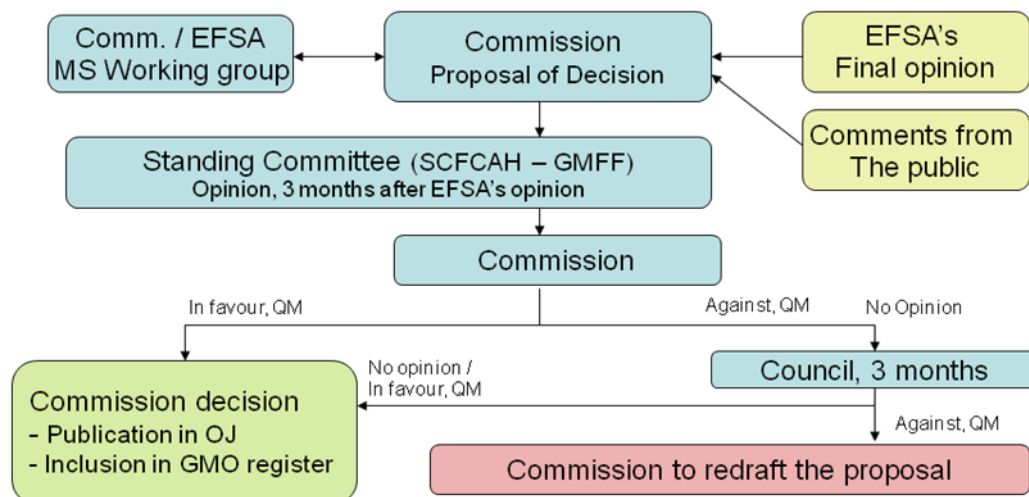 Comm. / EFSA
MS Working group
Commission
Proposal of Decision
EFSA's
Final opinion
Comments from
The public
Standing Committee (SCFCAH – GMFF)
Opinion, 3 months after EFSA's opinion
Commission
In favour, QM
Against, QM
No Opinion
Council, 3 months
No opinion /
In favour, QM
Commission decision
- Publication in OJ
- Inclusion in GMO register
Against, QM
Commission to redraft the proposal